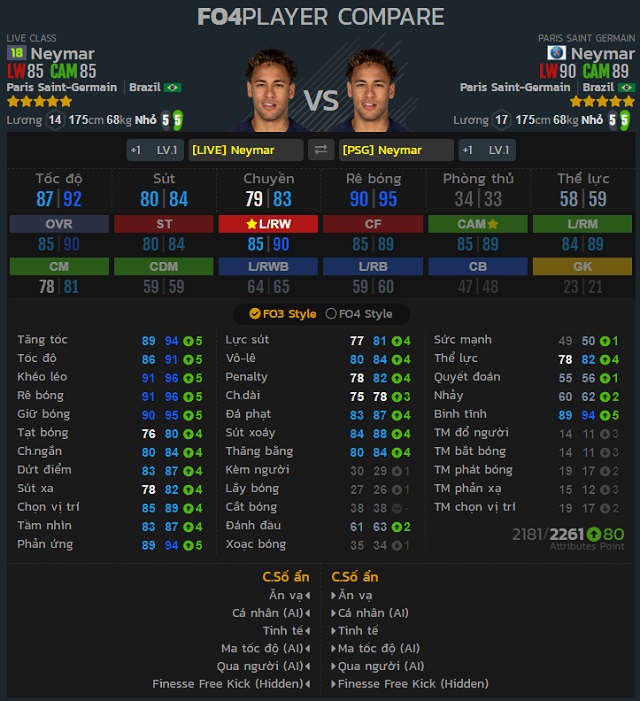 FO4PLAYER COMPARE
LIVE CLASS
18 Neymar
LW85 CAM85
Paris Saint-Germain Brazil
Lương 14 175cm 68kg Nhỏ 5 5
VS
PARIS SAINT GERMAIN
Neymar
LW90 CAM89
Paris Saint-Germain Brazil
Lương 17 175cm 68kg Nhỏ 5 5
+1 LV.1 [LIVE] Neymar [PSG] Neymar +1 LV.1
Tốc độ Sút Chuyền Rê bóng Phòng thủ Thể lực
87|92 80|84 79|83 90|95 34|33 58|59
OVR ST L/RW CF CAM L/RM
85|90 80|84 85|90 85|89 85|89 84|89
CM CDM L/RWB L/RB CB GK
78|81 59|59 64|65 59|60 47|48 23|21
FO3 Style FO4 Style
Tăng tốc 89 94 5 Lực sút 77 81 4 Sức mạnh 49 50 1
Tốc độ 86 91 5 Vô-lê 80 84 4 Thể lực 78 82 4
Khéo léo 91 96 5 Penalty 78 82 4 Quyết đoán 55 56 1
Rê bóng 91 96 5 Ch.dài 75 78 3 Nhảy 60 62 2
Giữ bóng 90 95 5 Đá phạt 83 87 4 Bình tĩnh 89 94 5
Tạt bóng 76 80 4 Sút xoáy 84 88 4 TM đổ người 14 11 3
Ch.ngắn 80 84 4 Thăng bằng 80 84 4 TM bắt bóng 14 11 3
Dứt điểm 83 87 4 Kèm người 30 29 1 TM phát bóng 19 17 2
Sút xa 78 82 4 Lấy bóng 27 26 1 TM phản xạ 15 12 3
Chọn vị trí 85 89 4 Cắt bóng 38 38 - TM chọn vị trí 19 17 2
Tầm nhìn 83 87 4 Đánh đầu 61 63 2
Phản ứng 89 94 5 Xoạc bóng 35 34 1
2181/2261 80
Attributes Point
C.Số ẩn C.Số ẩn
Ăn vạ Ăn vạ
Cá nhân (AI) Cá nhân (AI)
Tinh tế Tinh tế
Ma tốc độ (AI) Ma tốc độ (AI)
Qua người (AI) Qua người (AI)
Finesse Free Kick (Hidden) Finesse Free Kick (Hidden)